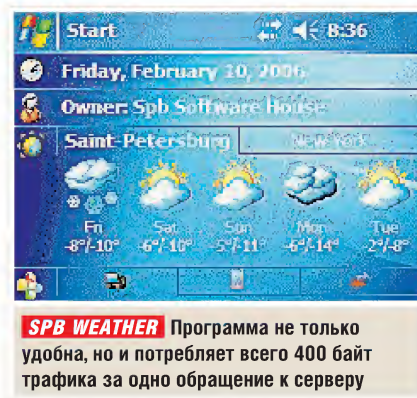 Start 8:36
Friday, February 10, 2006
Owner: Spb Software House
Saint-Petersburg New York
Fri Sat Sun Mon Tue
-8°/-10° -6°/-10° -5°/-11° -6°/-14° -2°/-8°
SPB WEATHER Программа не только
удобна, но и потребляет всего 400 байт
трафика за одно обращение к серверу